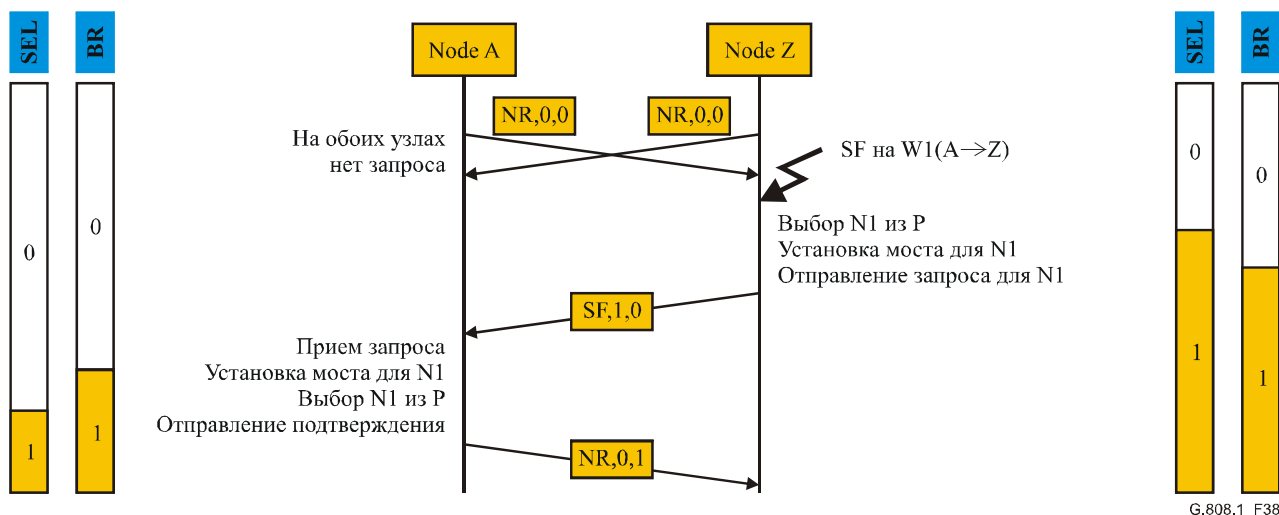 SEL
BR
Node A
Node Z
SEL
BR
NR,0,0
NR,0,0
На обоих узлах
нет запроса
SF на W1(A→Z)
0
0
0
0
Выбор N1 из P
Установка моста для N1
Отправление запроса для N1
SF,1,0
Прием запроса
Установка моста для N1
Выбор N1 из P
Отправление подтверждения
1
1
1
1
NR,0,1
G.808.1_F38